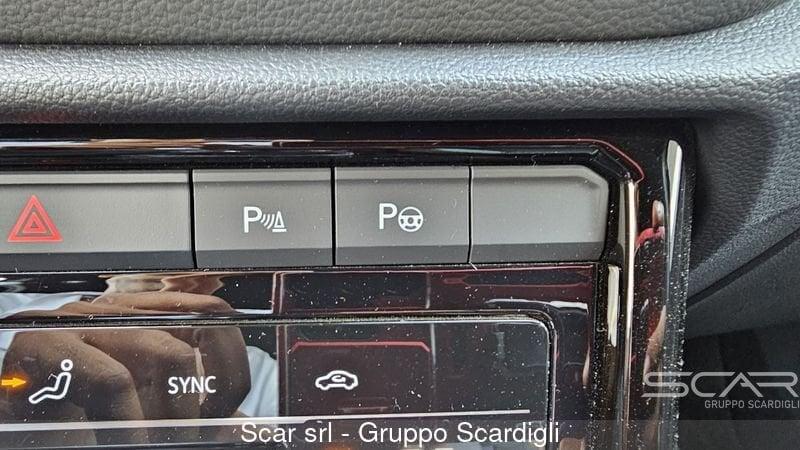 P
P
SYNC
SCAR
GRUPPO SCARDIGLI
Scar srl - Gruppo Scardigli